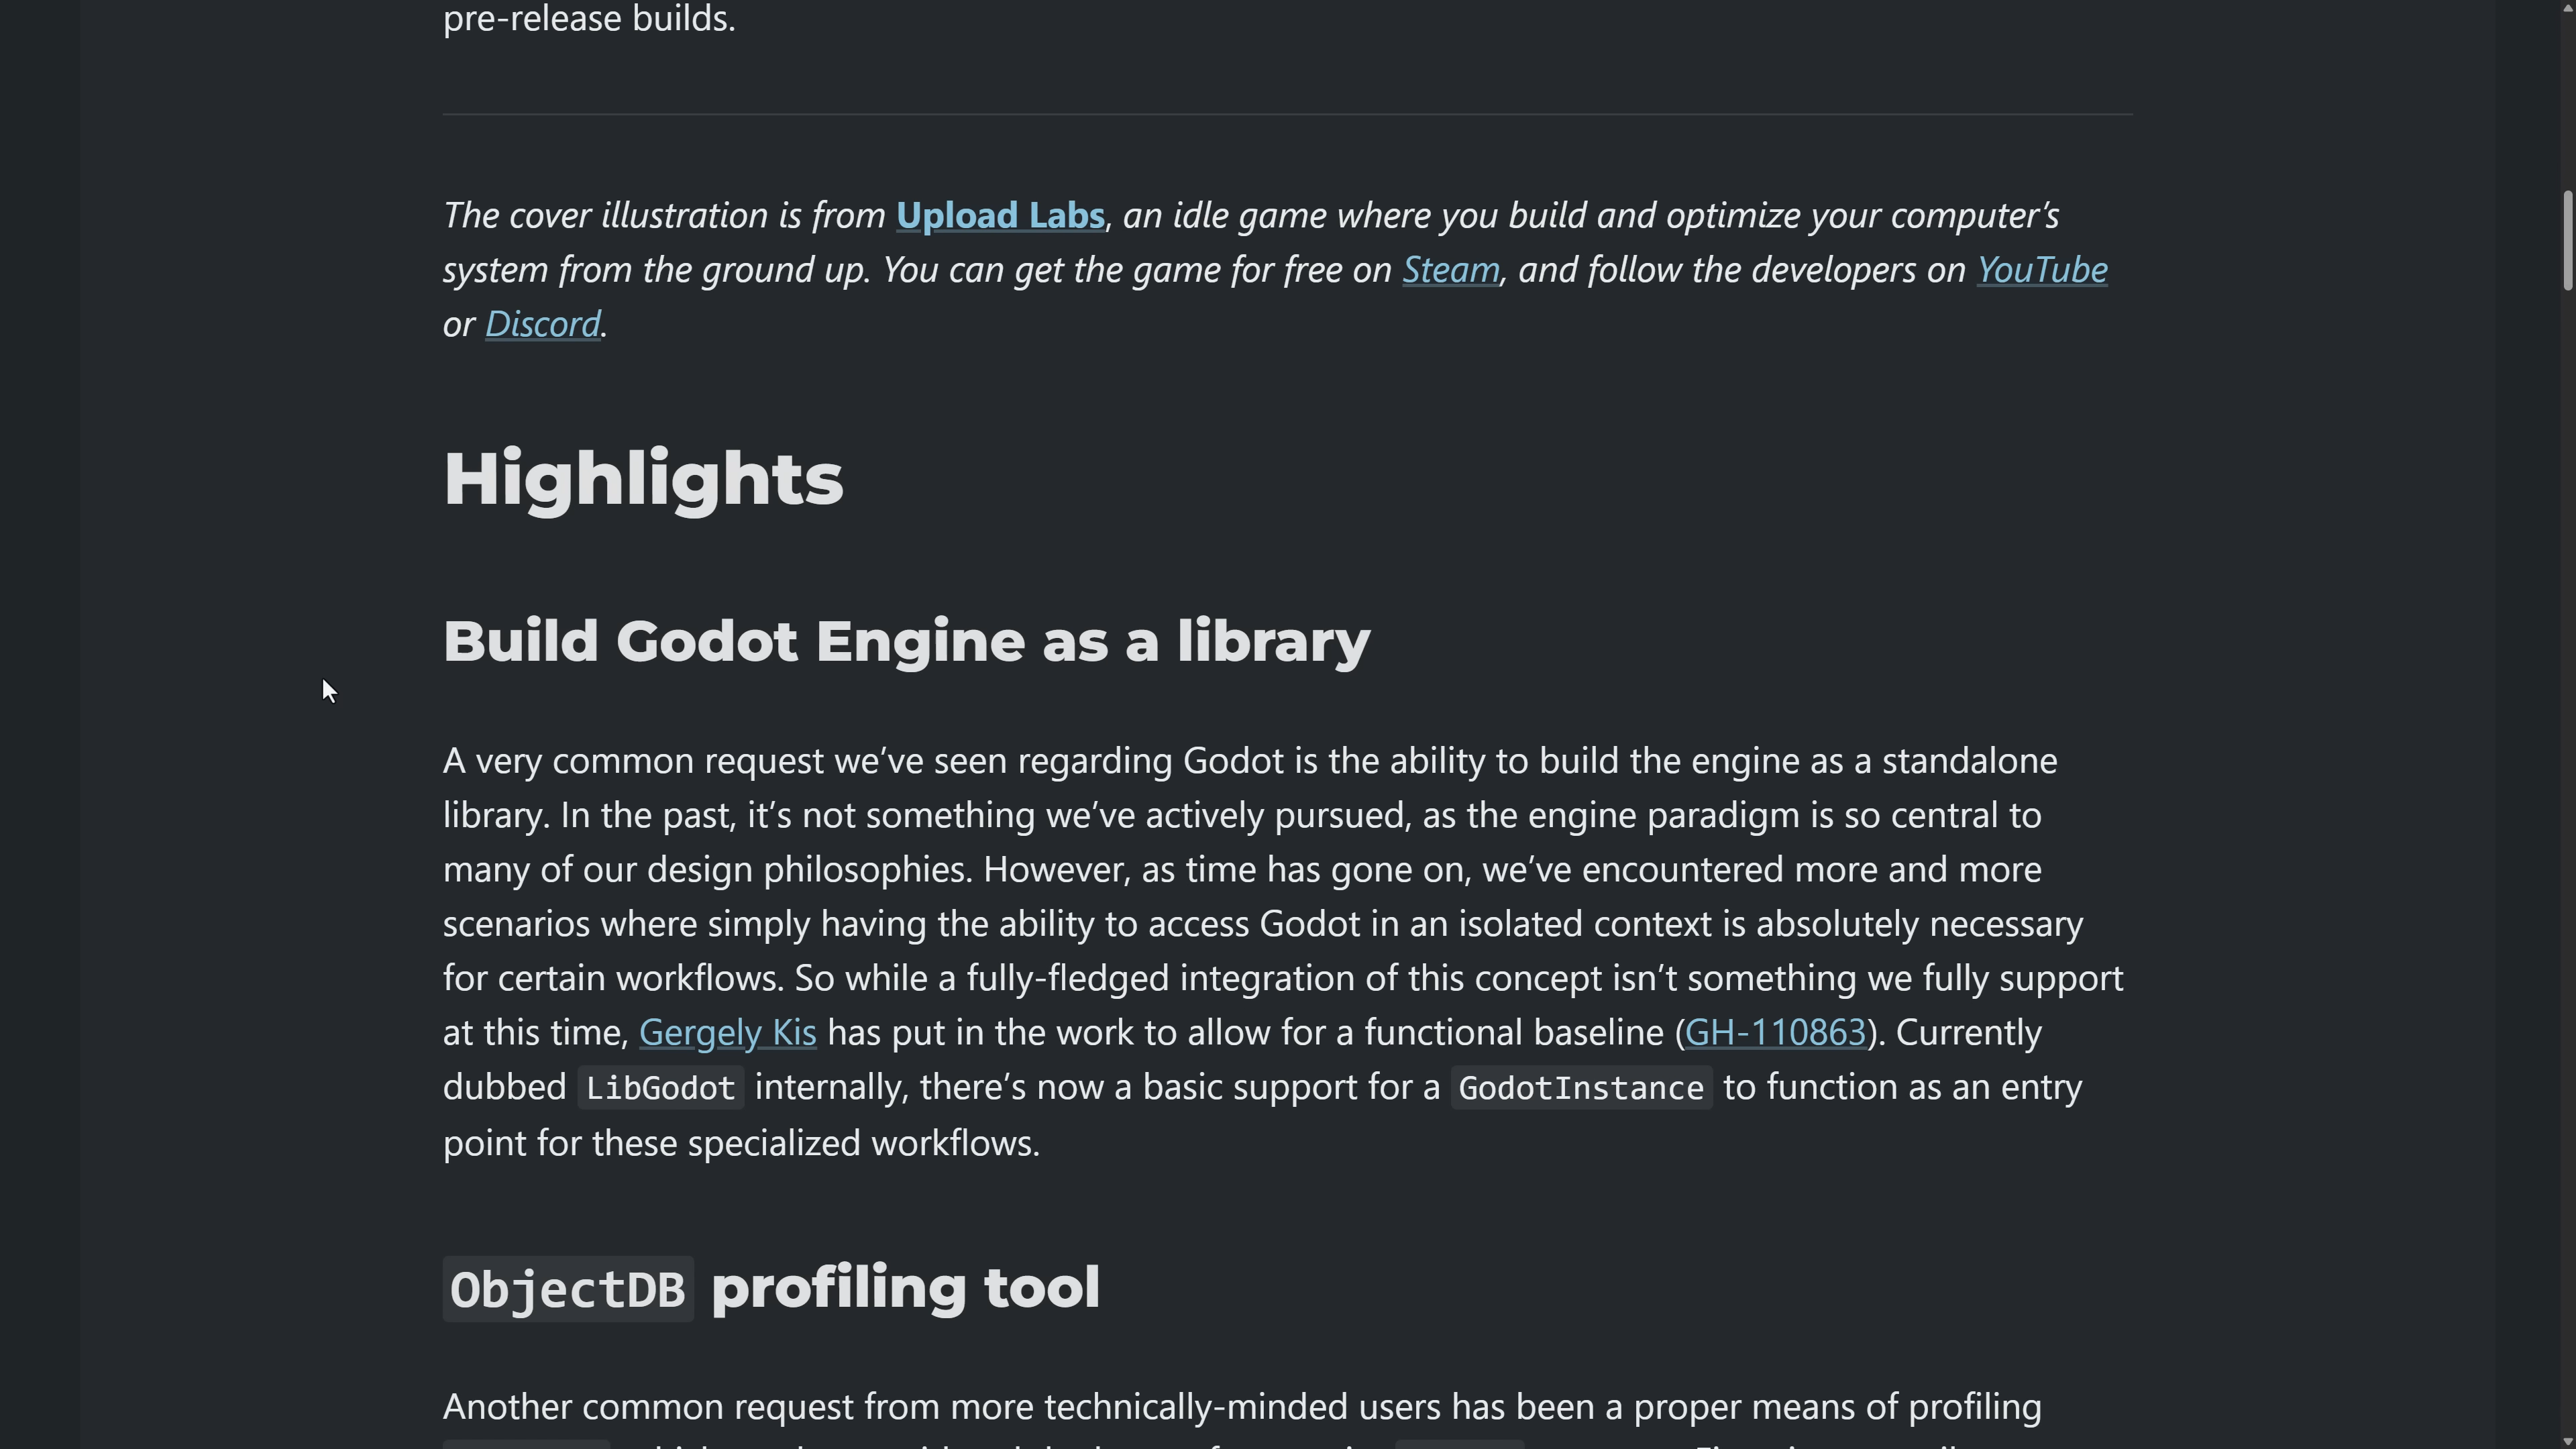 pre-release builds.
The cover illustration is from Upload Labs, an idle game where you build and optimize your computer’s
system from the ground up. You can get the game for free on Steam, and follow the developers on YouTube
or Discord.
Highlights
Build Godot Engine as a library
A very common request we’ve seen regarding Godot is the ability to build the engine as a standalone
library. In the past, it’s not something we’ve actively pursued, as the engine paradigm is so central to
many of our design philosophies. However, as time has gone on, we’ve encountered more and more
scenarios where simply having the ability to access Godot in an isolated context is absolutely necessary
for certain workflows. So while a fully-fledged integration of this concept isn’t something we fully support
at this time, Gergely Kis has put in the work to allow for a functional baseline (GH-110863). Currently
dubbed LibGodot internally, there’s now a basic support for a GodotInstance to function as an entry
point for these specialized workflows.
ObjectDB profiling tool
Another common request from more technically-minded users has been a proper means of profiling